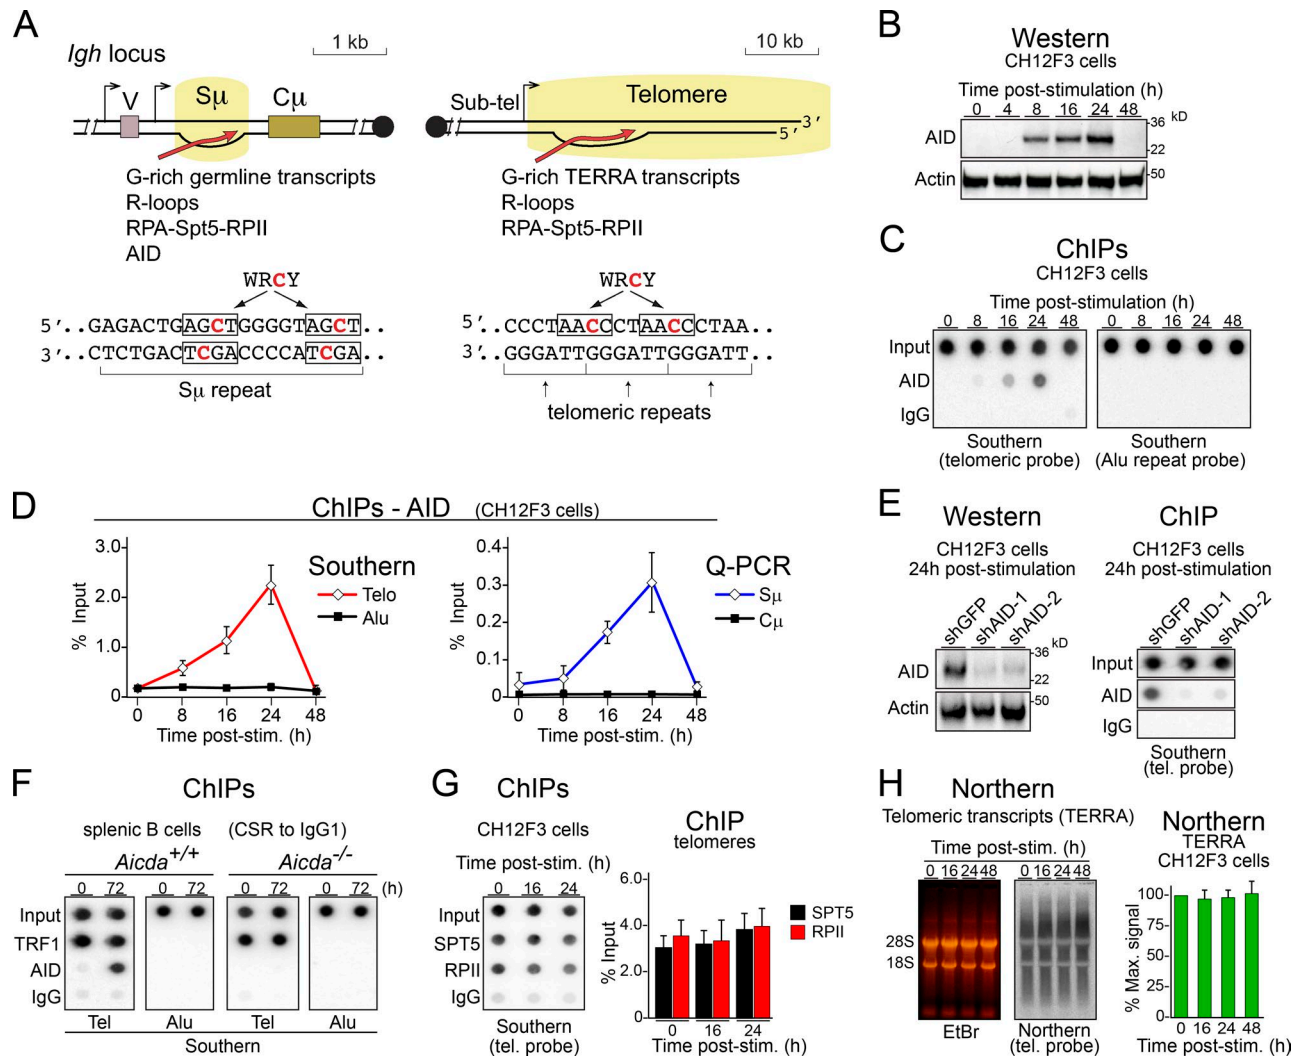 A
Igh locus
1 kb
10 kb
V
Sµ
Cµ
Sub-tel
Telomere
3’
5’
G-rich germline transcripts
R-loops
RPA-Spt5-RPII
AID
G-rich TERRA transcripts
R-loops
RPA-Spt5-RPII
WRCY
WRCY
5’..GAGACTGAGCTGGGGTAGCT..
3’..CTCTGACTCGACCCCATCGA..
Sµ repeat
..CCCTAACCCTAACCCTAA..
..GGGATTGGGATTGGGATT..
telomeric repeats
B
Western
CH12F3 cells
Time post-stimulation (h)
0 4 8 16 24 48
kD
36
22
50
AID
Actin
C
ChIPs
CH12F3 cells
Time post-stimulation (h)
0 8 16 24 48
0 8 16 24 48
Input
AID
IgG
Southern
(telomeric probe)
Southern
(Alu repeat probe)
D
ChIPs - AID (CH12F3 cells)
% Input
3.0
2.0
1.0
0
Southern
Telo
Alu
0 8 16 24 48
Time post-stim. (h)
% Input
0.4
0.3
0.2
0.1
0
Q-PCR
Sµ
Cµ
0 8 16 24 48
Time post-stim. (h)
E
Western
CH12F3 cells
24h post-stimulation
shGFP
shAID-1
shAID-2
kD
36
22
50
AID
Actin
ChIP
CH12F3 cells
24h post-stimulation
shGFP
shAID-1
shAID-2
Input
AID
IgG
Southern
(tel. probe)
F
ChIPs
splenic B cells (CSR to IgG1)
Aicda+/+
Aicda-/-
0 72 0 72 0 72 0 72 (h)
Input
TRF1
AID
IgG
Tel Alu Tel Alu
Southern
G
ChIPs
CH12F3 cells
Time post-stim. (h)
0 16 24
Input
SPT5
RPII
IgG
Southern
(tel. probe)
ChIP
telomeres
% Input
6.0
4.0
2.0
0
SPT5
RPII
0 16 24
Time post-stim. (h)
H
Northern
Telomeric transcripts (TERRA)
Time post-stim. (h)
0 16 24 48
0 16 24 48
28S
18S
EtBr
Northern
(tel. probe)
Northern
TERRA
CH12F3 cells
% Max. signal
100
75
50
25
0
0 16 24 48
Time post-stim. (h)